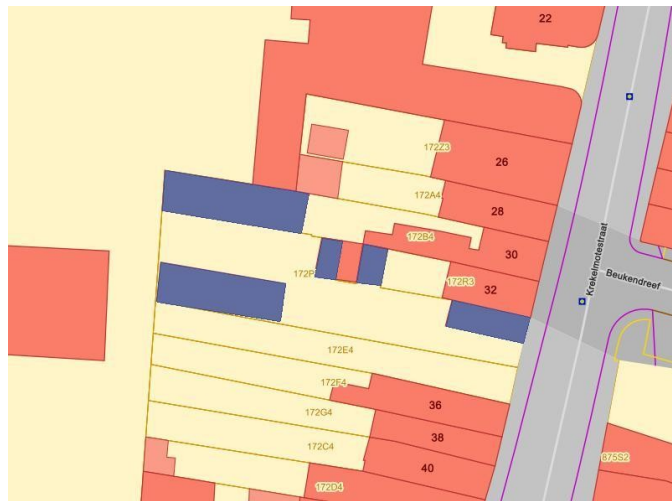 22
172Z3
26
172A4
28
172B4
30
172P
172R3
32
Krekelmotestraat
Beukendreef
172E4
172F4
36
172G4
38
172C4
40
875S2
172D4